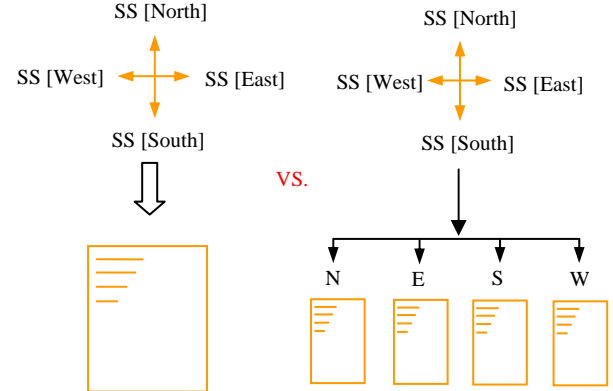 SS [North]
SS [West]
SS [East]
SS [South]
VS.
SS [North]
SS [West]
SS [East]
SS [South]
N
E
S
W